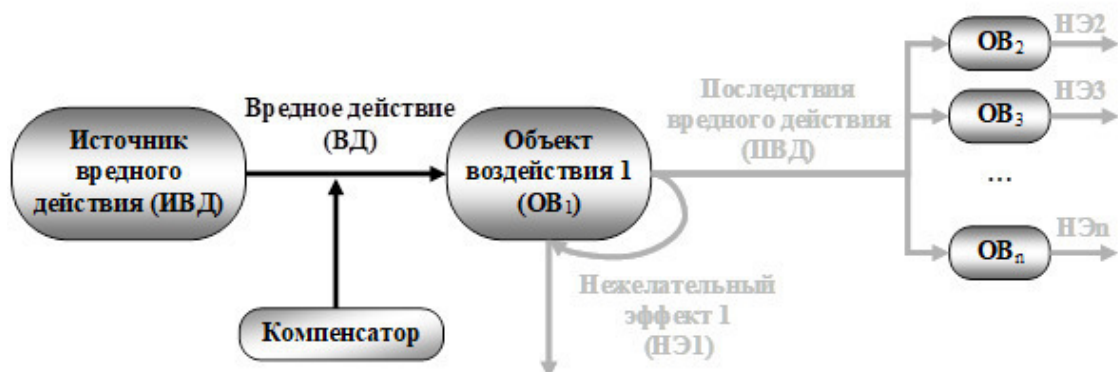 Источник
вредного
действия (ИВД)
Вредное действие
(ВД)
Объект
воздействия 1
(ОВ₁)
Компенсатор
Последствия
вредного действия
(ПВД)
Нежелательный
эффект 1
(НЭ1)
ОВ₂
НЭ2
ОВ₃
НЭ3
...
ОВₙ
НЭn